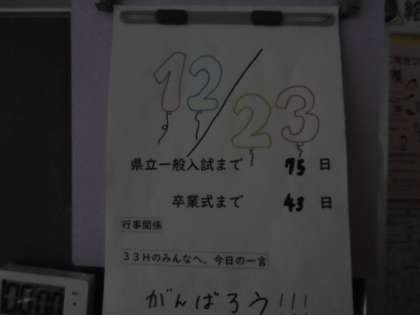 12/23
県立一般入試まで 75 日
卒業式まで 43 日
行事関係
33Hのみんなへ、今日の一言
がんばろう!!!